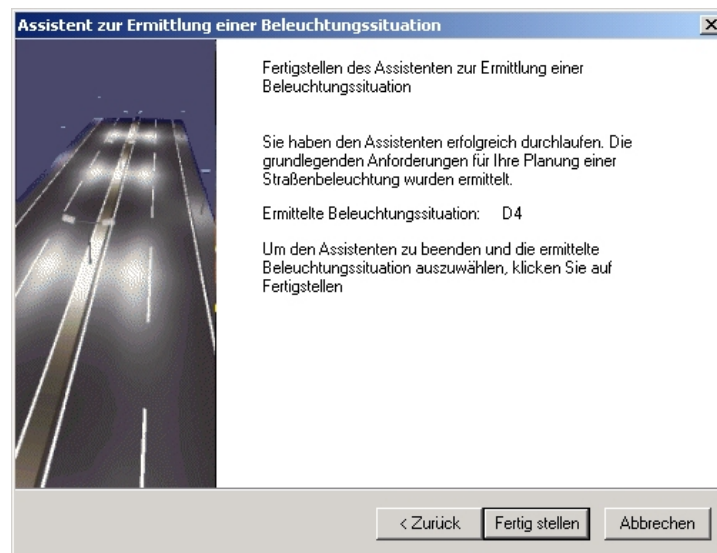 Assistent zur Ermittlung einer Beleuchtungssituation
Fertigstellen des Assistenten zur Ermittlung einer
Beleuchtungssituation
Sie haben den Assistenten erfolgreich durchlaufen. Die
grundlegenden Anforderungen für Ihre Planung einer
Straßenbeleuchtung wurden ermittelt.
Ermittelte Beleuchtungssituation: D4
Um den Assistenten zu beenden und die ermittelte
Beleuchtungssituation auszuwählen, klicken Sie auf
Fertigstellen
< Zurück Fertig stellen Abbrechen